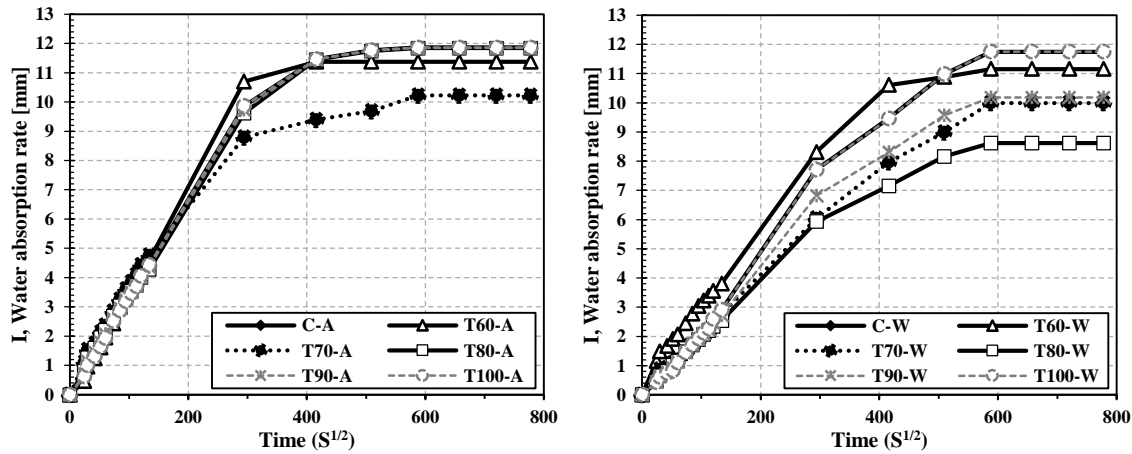 I, Water absorption rate [mm]
13
12
11
10
9
8
7
6
5
4
3
2
1
0
C-A T60-A
T70-A T80-A
T90-A T100-A
0 200 400 600 800
Time (S^1/2)
I, Water absorption rate [mm]
13
12
11
10
9
8
7
6
5
4
3
2
1
0
C-W T60-W
T70-W T80-W
T90-W T100-W
0 200 400 600 800
Time (S^1/2)